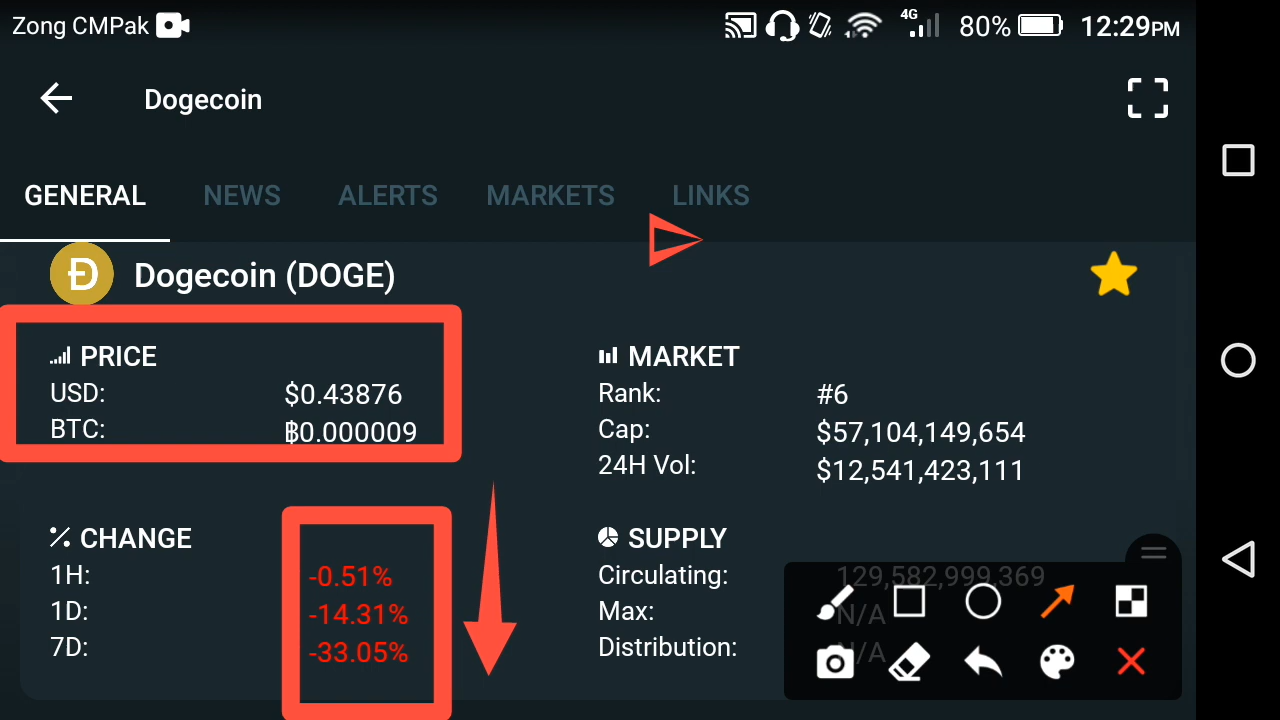 Zong CMPak
4G
80%
12:29PM
Dogecoin
GENERAL NEWS ALERTS MARKETS LINKS
Dogecoin (DOGE)
PRICE
USD: $0.43876
BTC: ฿0.000009
MARKET
Rank: #6
Cap: $57,104,149,654
24H Vol: $12,541,423,111
CHANGE
1H: -0.51%
1D: -14.31%
7D: -33.05%
SUPPLY
Circulating: 129,582,999,369
Max: N/A
Distribution: N/A